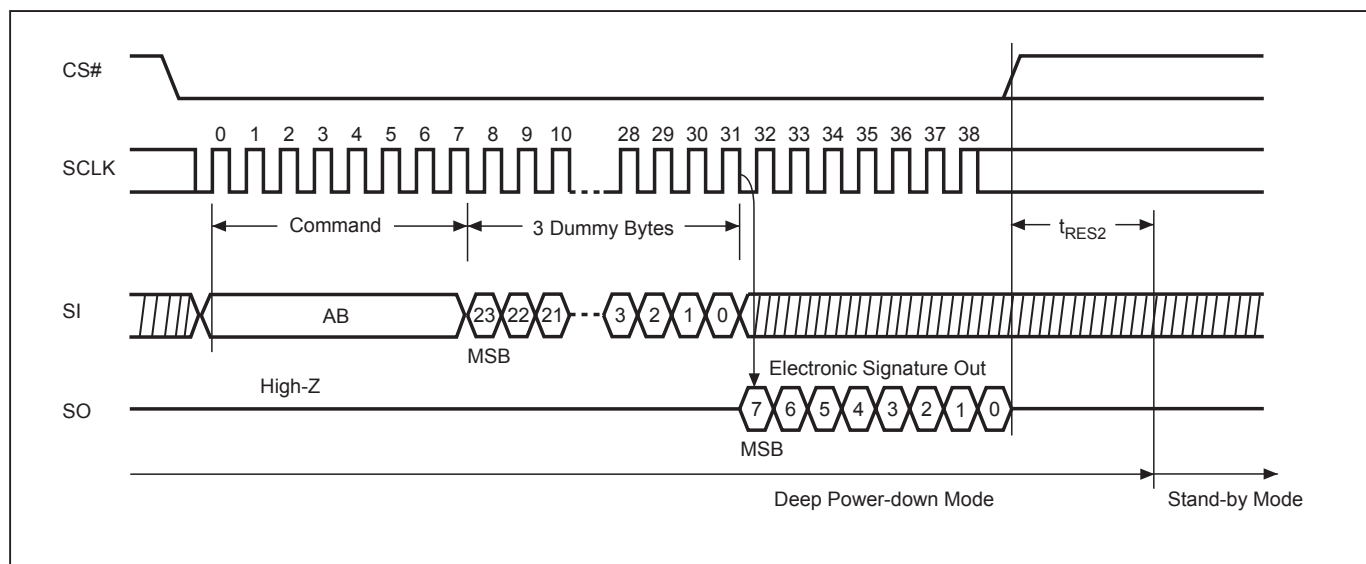 CS#
0 1 2 3 4 5 6 7 8 9 10 28 29 30 31 32 33 34 35 36 37 38
SCLK
Command
3 Dummy Bytes
tRES2
SI
AB
23 22 21 3 2 1 0
MSB
Electronic Signature Out
High-Z
SO
7 6 5 4 3 2 1 0
MSB
Deep Power-down Mode
Stand-by Mode